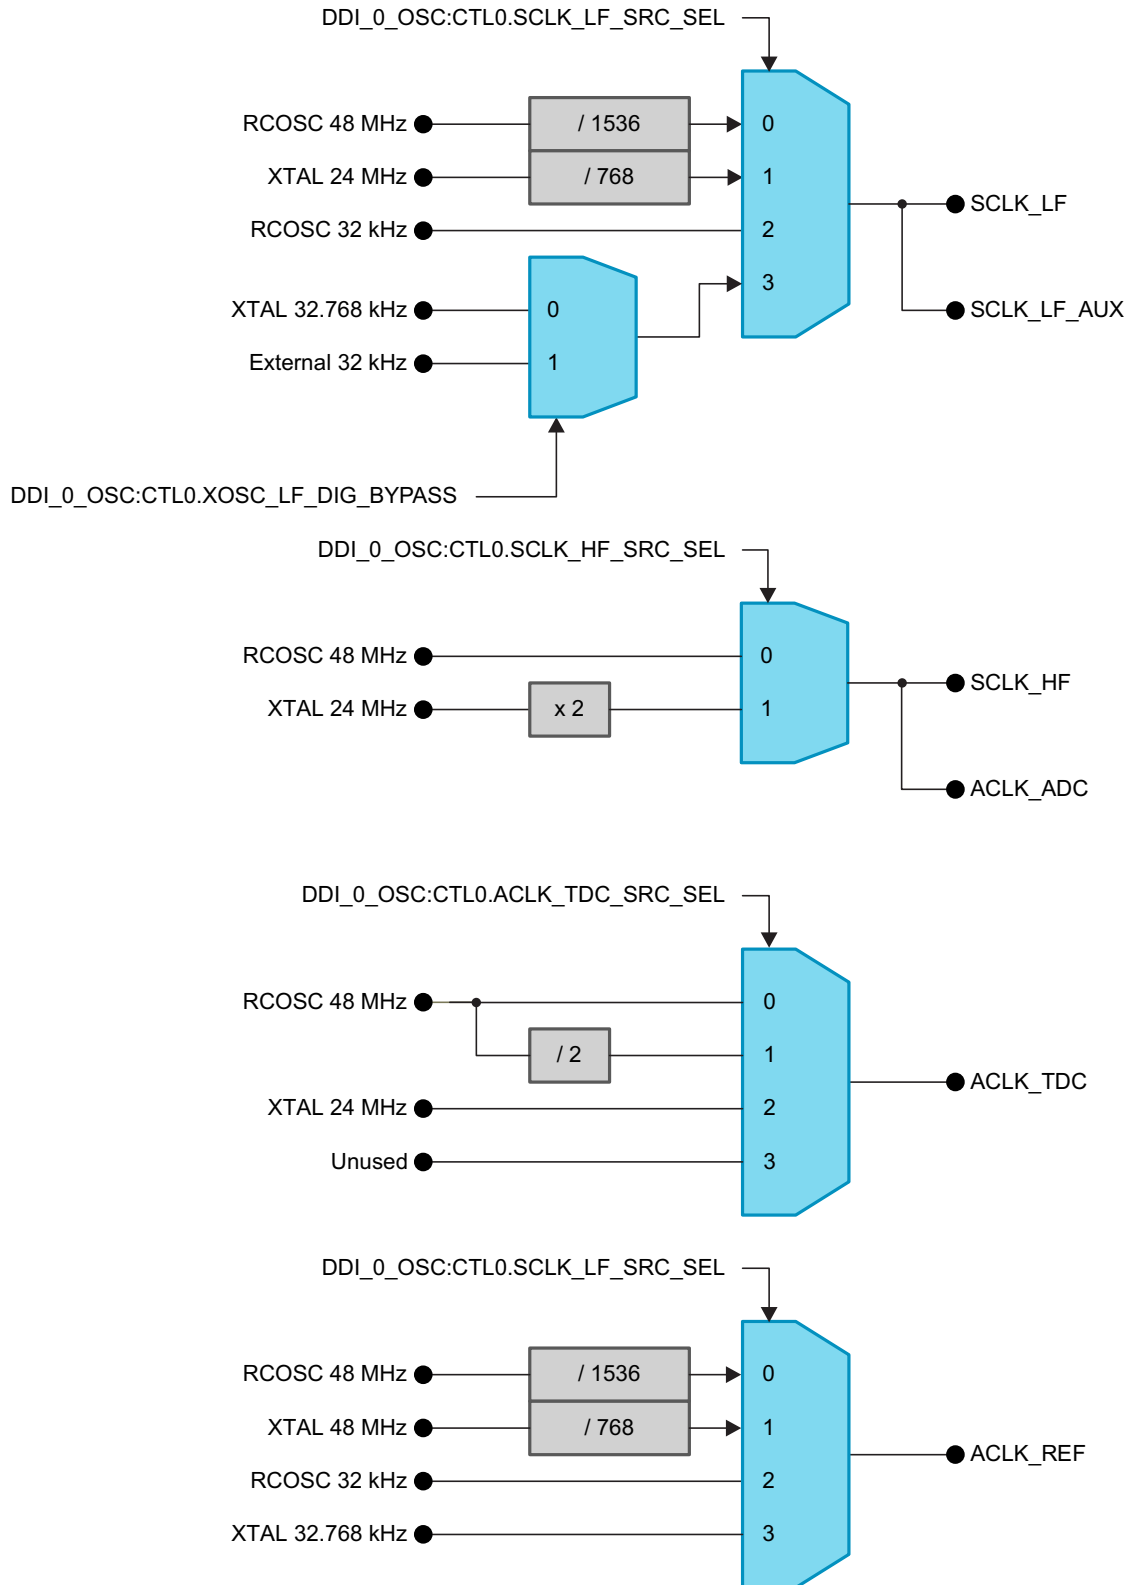 DDI_0_OSC:CTL0.SCLK_LF_SRC_SEL
RCOSC 48 MHz / 1536 0
XTAL 24 MHz / 768 1
SCLK_LF
RCOSC 32 kHz 2
3
XTAL 32.768 kHz 0 SCLK_LF_AUX
External 32 kHz 1
DDI_0_OSC:CTL0.XOSC_LF_DIG_BYPASS
DDI_0_OSC:CTL0.SCLK_HF_SRC_SEL
RCOSC 48 MHz 0
SCLK_HF
XTAL 24 MHz x 2 1
ACLK_ADC
DDI_0_OSC:CTL0.ACLK_TDC_SRC_SEL
RCOSC 48 MHz 0
/ 2 1
ACLK_TDC
XTAL 24 MHz 2
Unused 3
DDI_0_OSC:CTL0.SCLK_LF_SRC_SEL
RCOSC 48 MHz / 1536 0
XTAL 48 MHz / 768 1
ACLK_REF
RCOSC 32 kHz 2
XTAL 32.768 kHz 3